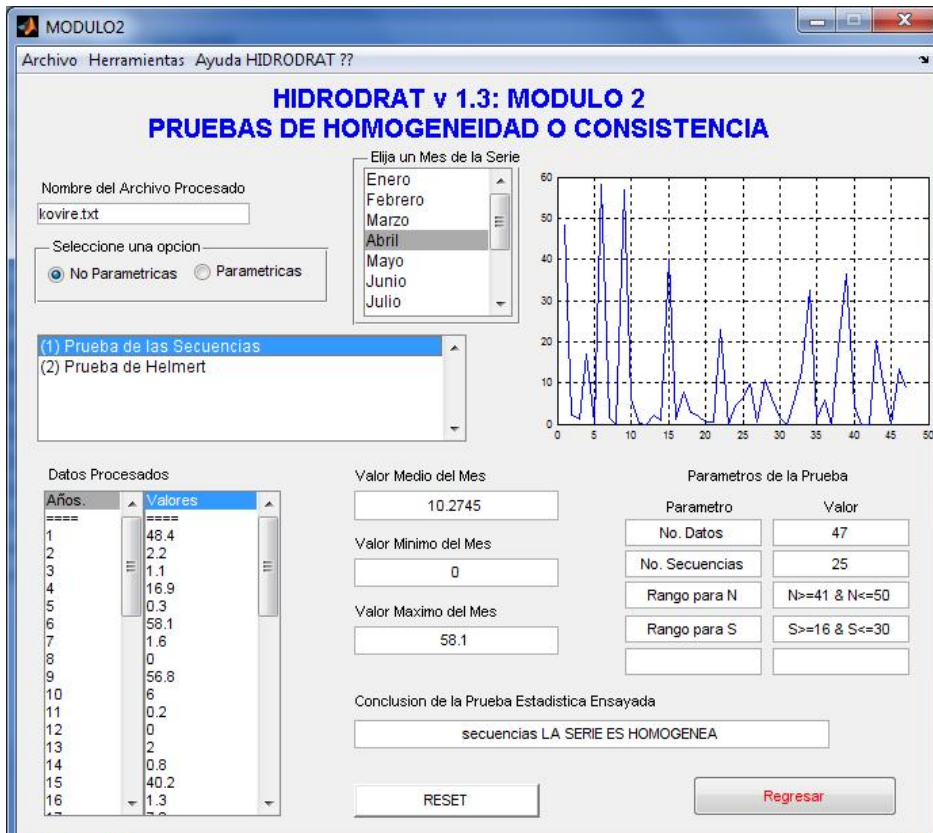 MODULO2
Archivo Herramientas Ayuda HIDRODRAT ??
HIDRODRAT v 1.3: MODULO 2
PRUEBAS DE HOMOGENEIDAD O CONSISTENCIA
Nombre del Archivo Procesado
kovire.txt
Seleccione una opcion
No Parametricas Parametricas
Elija un Mes de la Serie
Enero
Febrero
Marzo
Abril
Mayo
Junio
Julio
60
50
40
30
20
10
0
0 5 10 15 20 25 30 35 40 45 50
(1) Prueba de las Secuencias
(2) Prueba de Helmert
Datos Procesados
Años. Valores
==== ====
1 48.4
2 2.2
3 1.1
4 16.9
5 0.3
6 58.1
7 1.6
8 0
9 56.8
10 6
11 0.2
12 0
13 2
14 0.8
15 40.2
16 1.3
Valor Medio del Mes
10.2745
Valor Minimo del Mes
0
Valor Maximo del Mes
58.1
Parametros de la Prueba
Parametro Valor
No. Datos 47
No. Secuencias 25
Rango para N N>=41 & N<=50
Rango para S S>=16 & S<=30
Conclusion de la Prueba Estadistica Ensayada
secuencias LA SERIE ES HOMOGENEA
RESET
Regresar